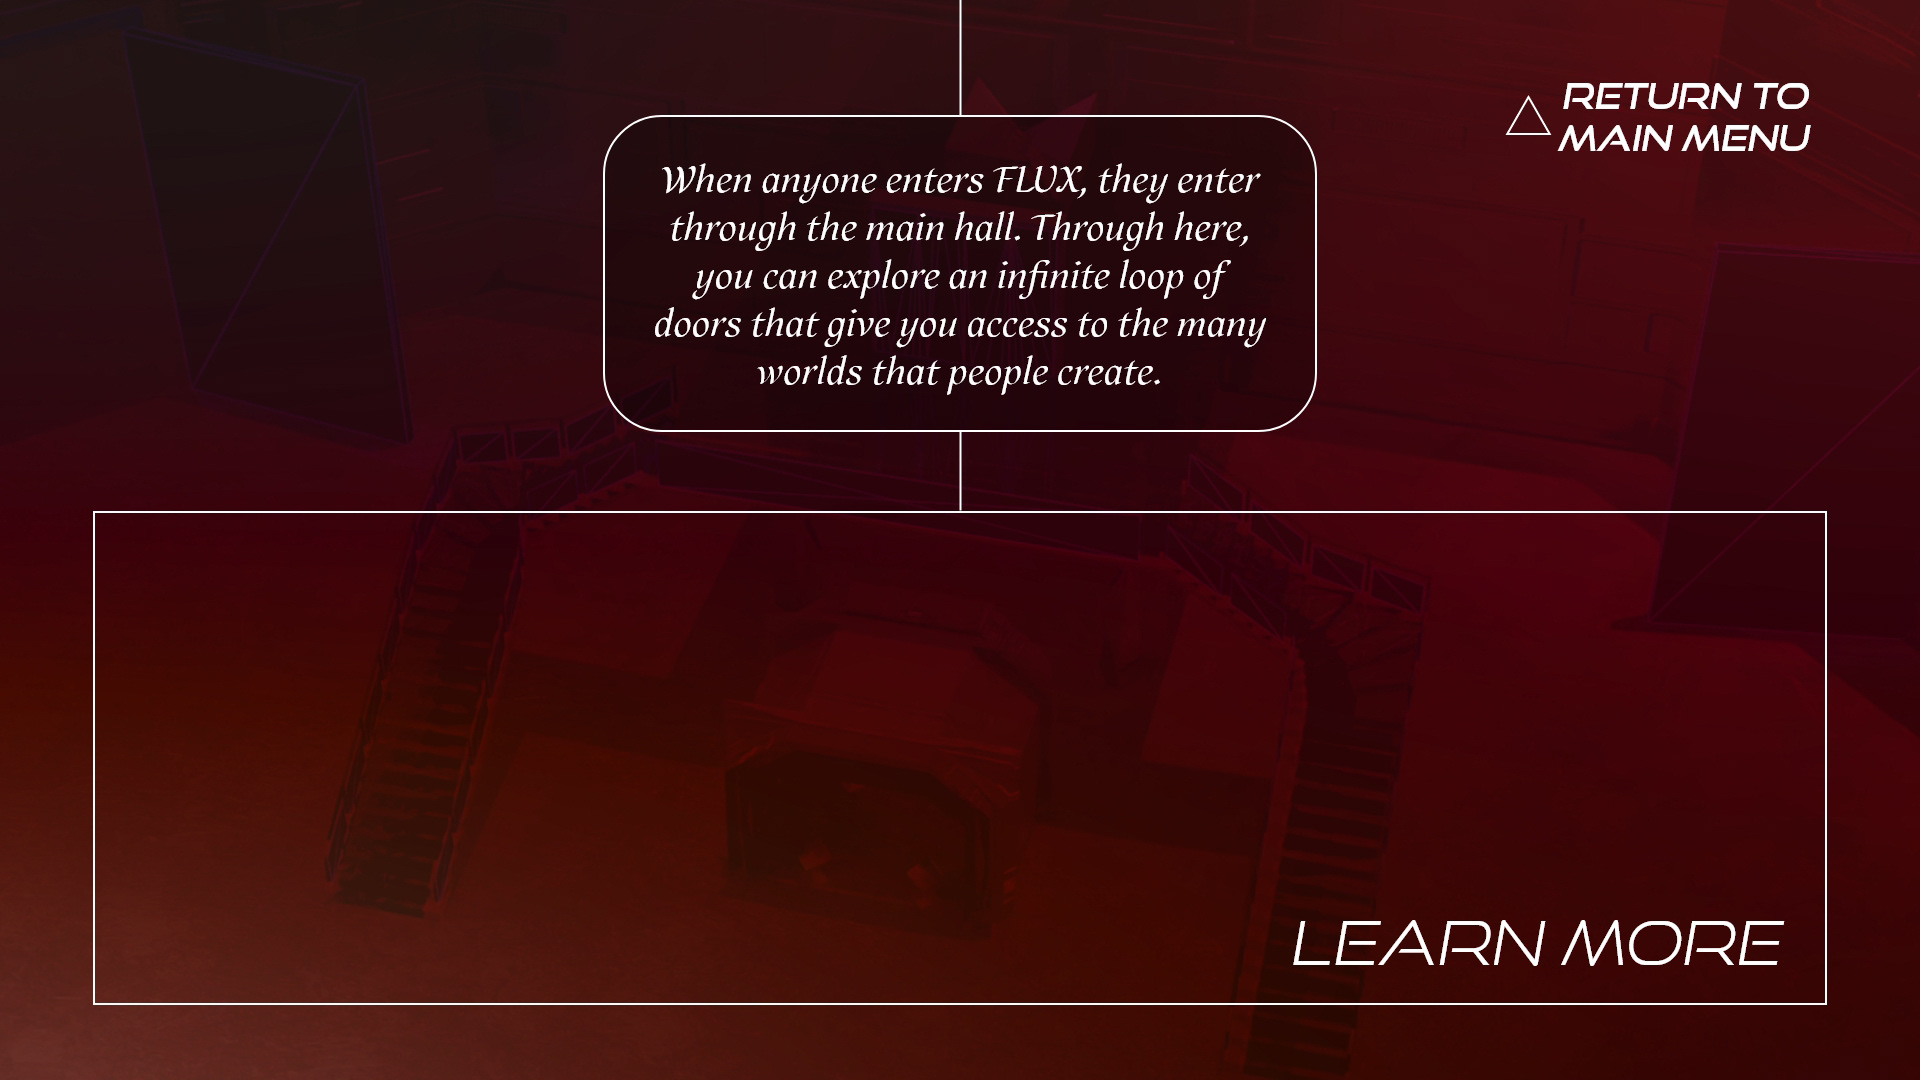 RETURN TO
MAIN MENU
When anyone enters FLUX, they enter
through the main hall. Through here,
you can explore an infinite loop of
doors that give you access to the many
worlds that people create.
LEARN MORE